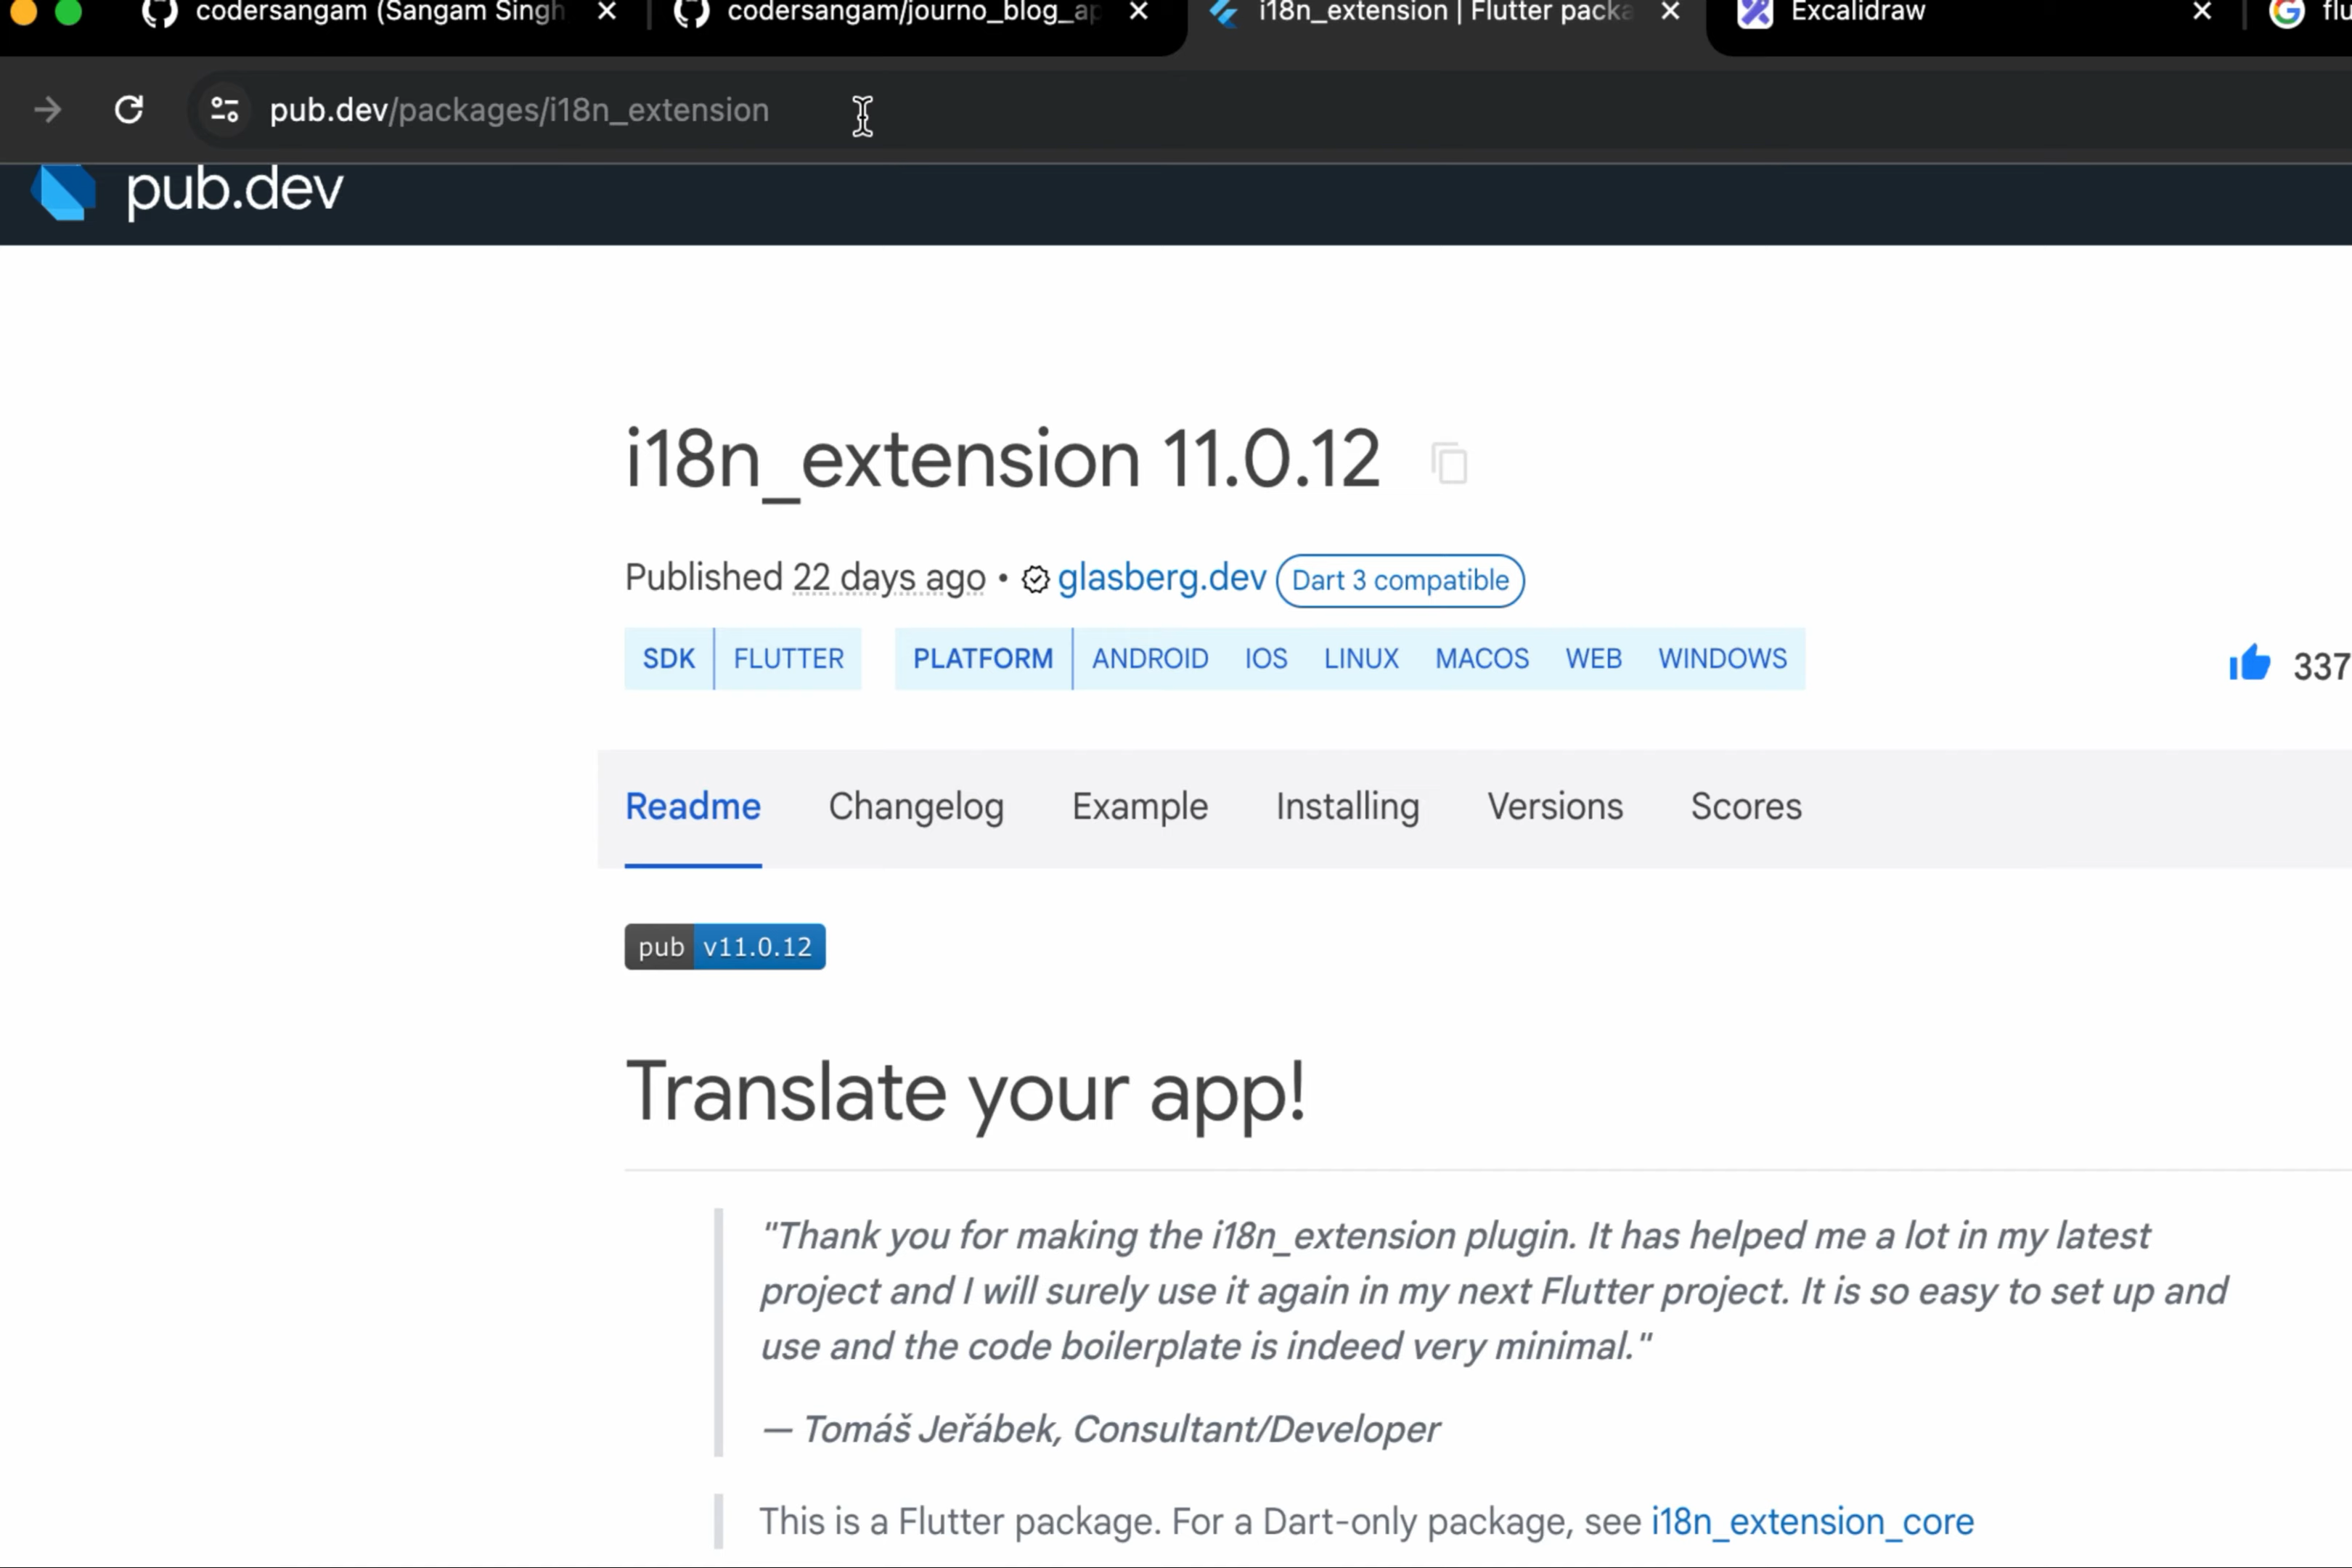 codersangam (Sangam Singh
codersangam/journo_blog_ap
i18n_extension | Flutter packa
Excalidraw
flu
pub.dev/packages/i18n_extension
pub.dev
i18n_extension 11.0.12
Published 22 days ago • glasberg.dev Dart 3 compatible
SDK FLUTTER PLATFORM ANDROID IOS LINUX MACOS WEB WINDOWS
337
Readme Changelog Example Installing Versions Scores
pub v11.0.12
Translate your app!
"Thank you for making the i18n_extension plugin. It has helped me a lot in my latest
project and I will surely use it again in my next Flutter project. It is so easy to set up and
use and the code boilerplate is indeed very minimal."
— Tomáš Jeřábek, Consultant/Developer
This is a Flutter package. For a Dart-only package, see i18n_extension_core